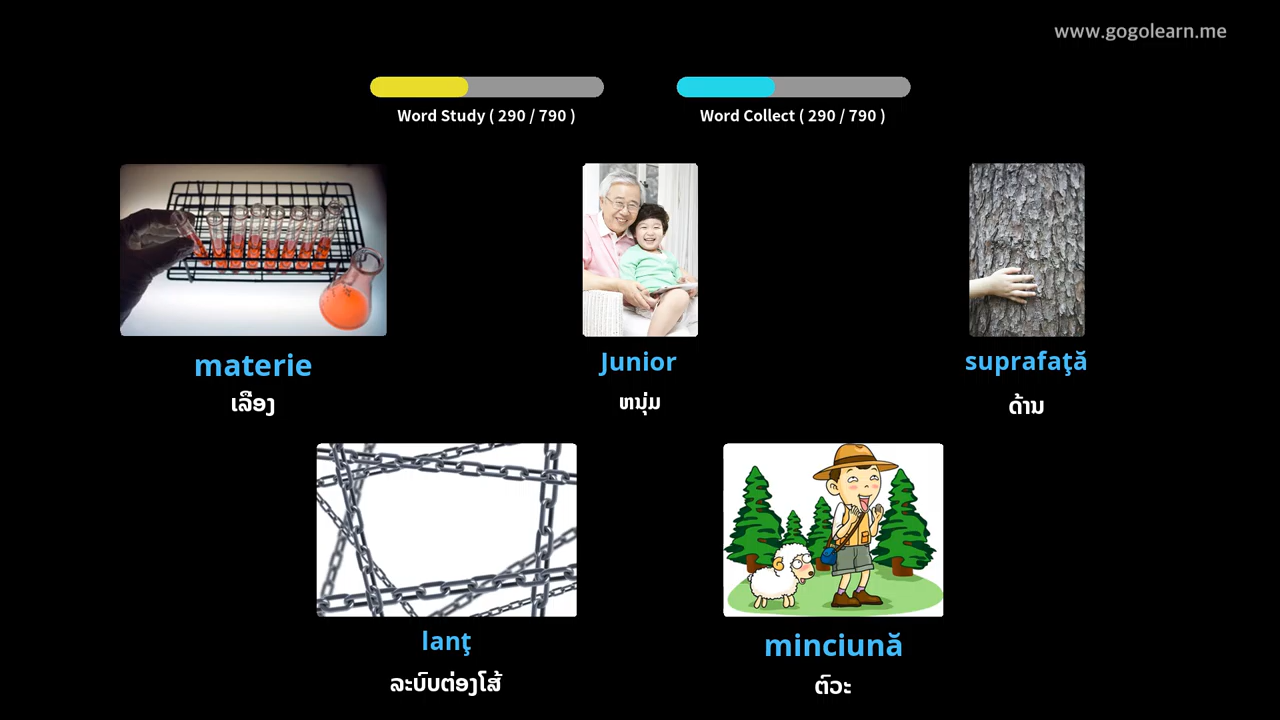 www.gogolearn.me
Word Study ( 290 / 790 )
Word Collect ( 290 / 790 )
materie
ເລືອງ
Junior
ຫນຸ່ມ
suprafaţă
ດ້ານ
lanţ
ລະບົບຕ່ອງໂສ້
minciună
ຕົວະ